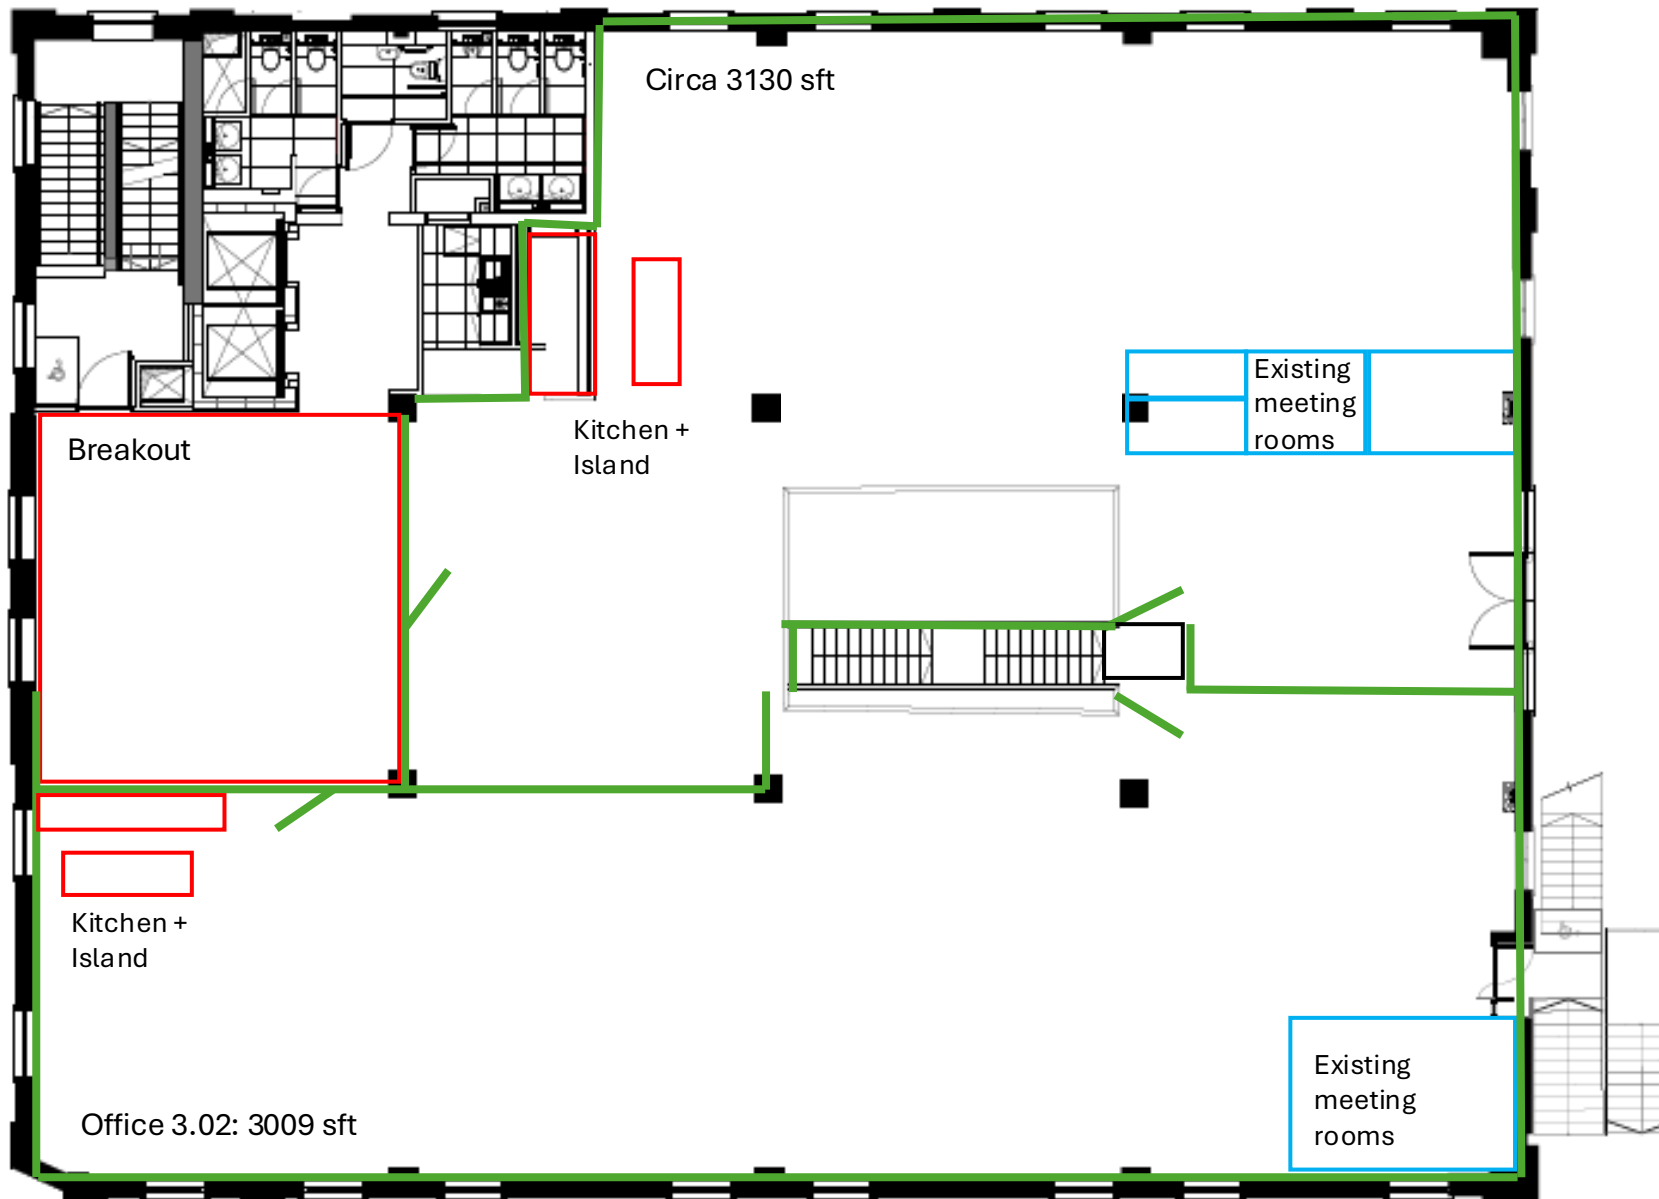 Circa 3130 sft
Existing
meeting
rooms
Kitchen +
Island
Breakout
Kitchen +
Island
Existing
meeting
rooms
Office 3.02: 3009 sft